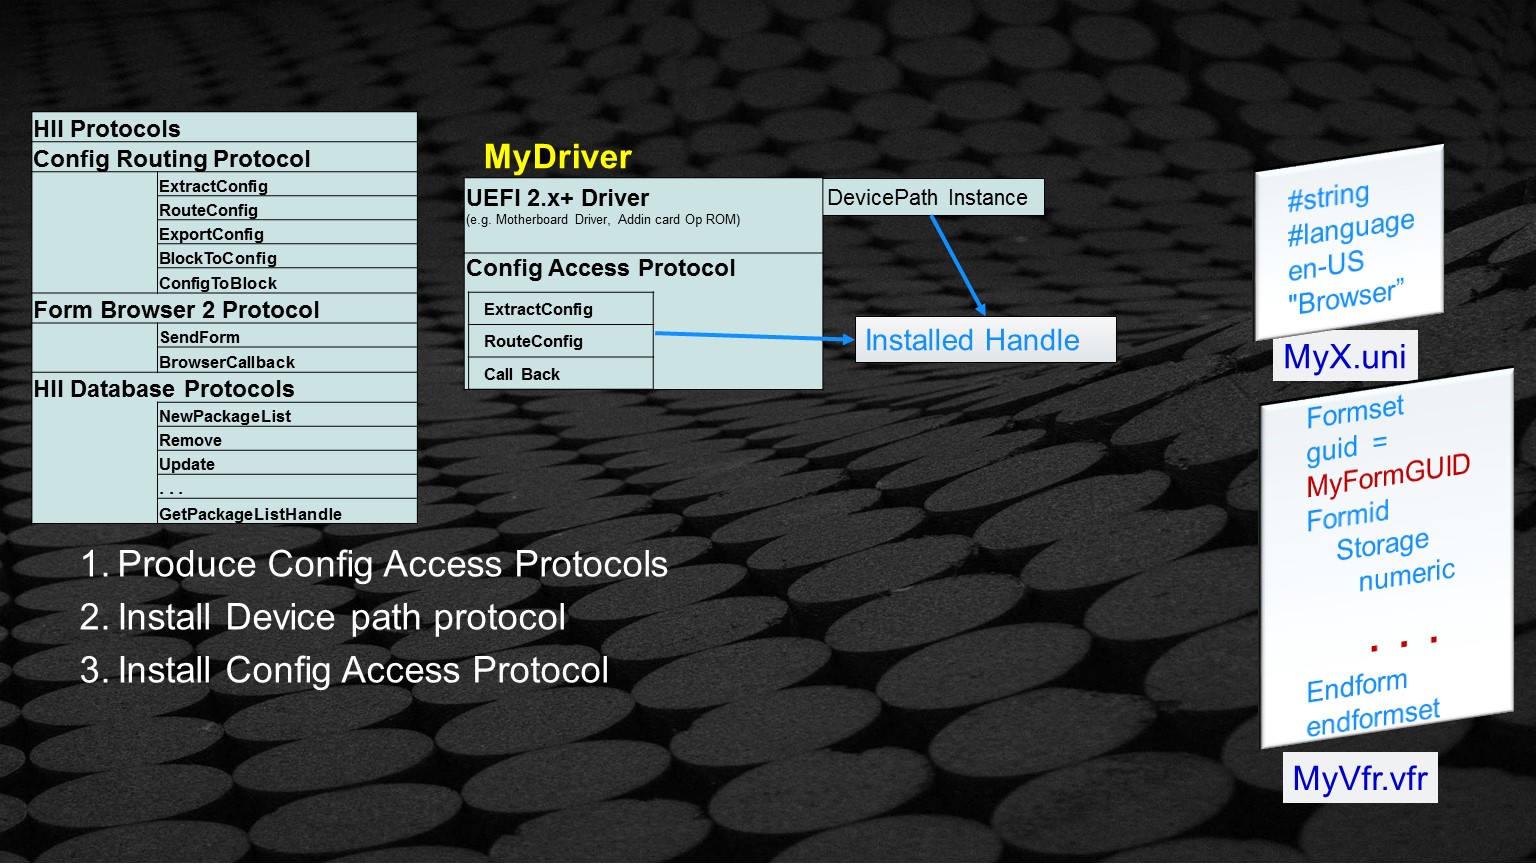 HII Protocols
Config Routing Protocol
ExtractConfig
RouteConfig
ExportConfig
BlockToConfig
ConfigToBlock
Form Browser 2 Protocol
SendForm
BrowserCallback
HII Database Protocols
NewPackageList
Remove
Update
. . .
GetPackageListHandle
MyDriver
UEFI 2.x+ Driver
(e.g. Motherboard Driver, Addin card Op ROM)
DevicePath Instance
Config Access Protocol
ExtractConfig
RouteConfig
Call Back
Installed Handle
1. Produce Config Access Protocols
2. Install Device path protocol
3. Install Config Access Protocol
#string
#language
en-US
"Browser”
MyX.uni
Formset
guid =
MyFormGUID
Formid
Storage
numeric
. . .
Endform
endformset
MyVfr.vfr